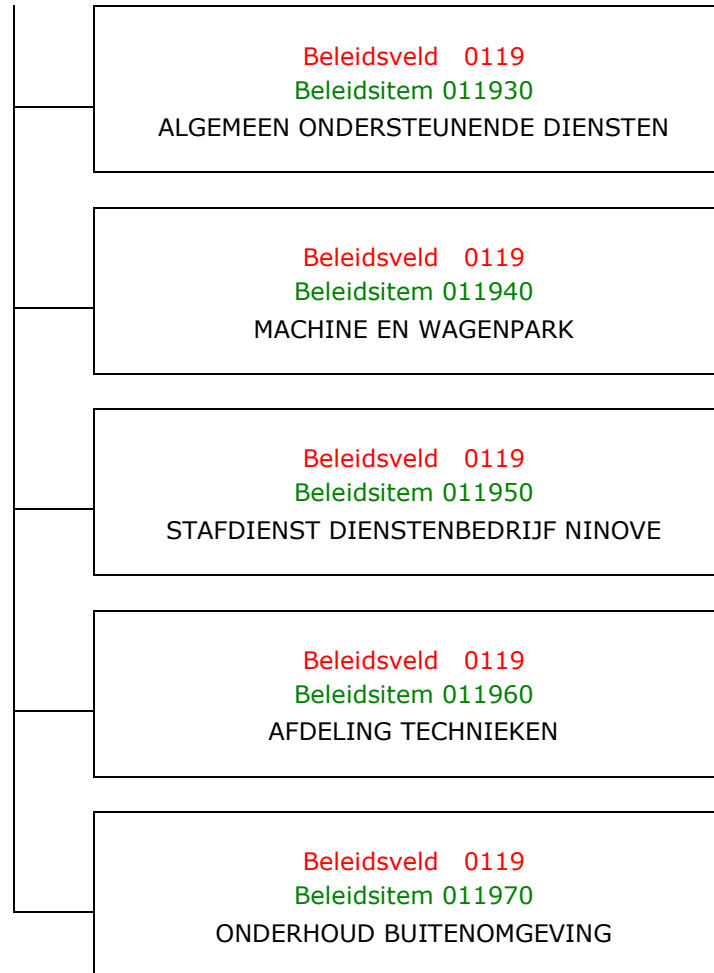 Beleidsveld 0119
Beleidsitem 011930
ALGEMEEN ONDERSTEUNENDE DIENSTEN
Beleidsveld 0119
Beleidsitem 011940
MACHINE EN WAGENPARK
Beleidsveld 0119
Beleidsitem 011950
STAFDIENST DIENSTENBEDRIJF NINOVE
Beleidsveld 0119
Beleidsitem 011960
AFDELING TECHNIEKEN
Beleidsveld 0119
Beleidsitem 011970
ONDERHOUD BUITENOMGEVING